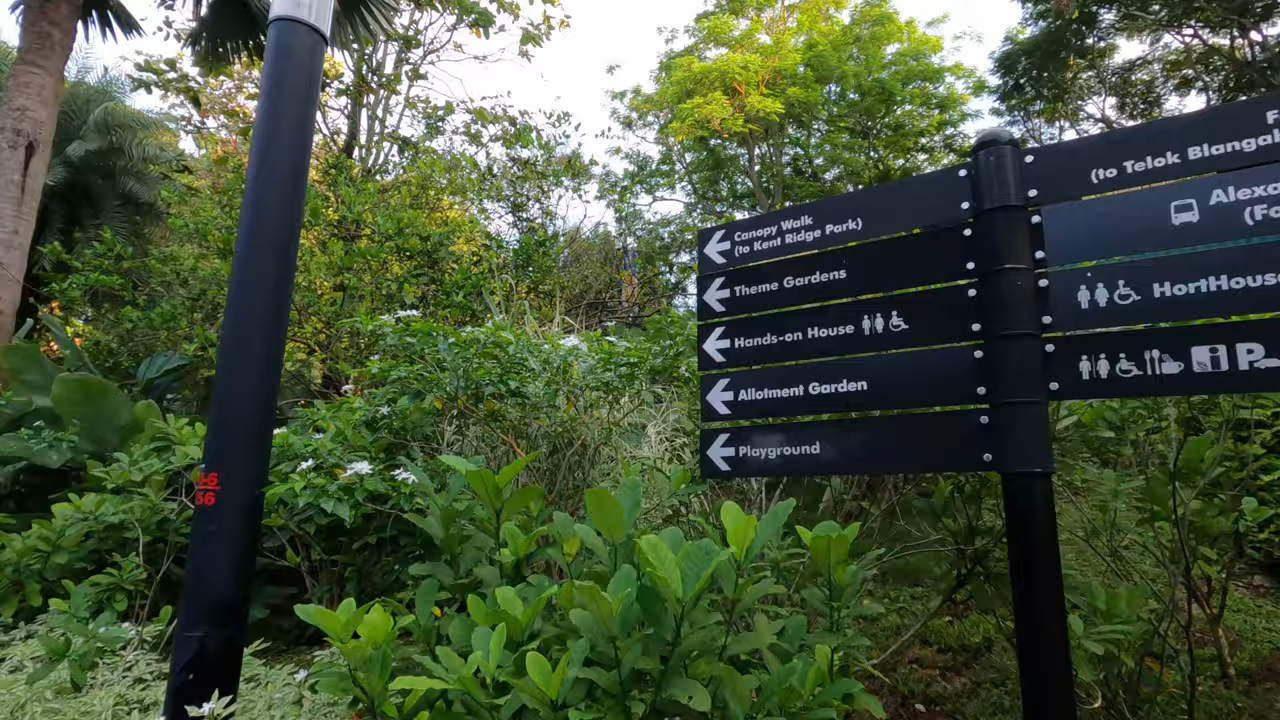 Canopy Walk
(to Kent Ridge Park)
Theme Gardens
Hands-on House
Allotment Garden
Playground
(to Telok Blangah
HortHouse
P